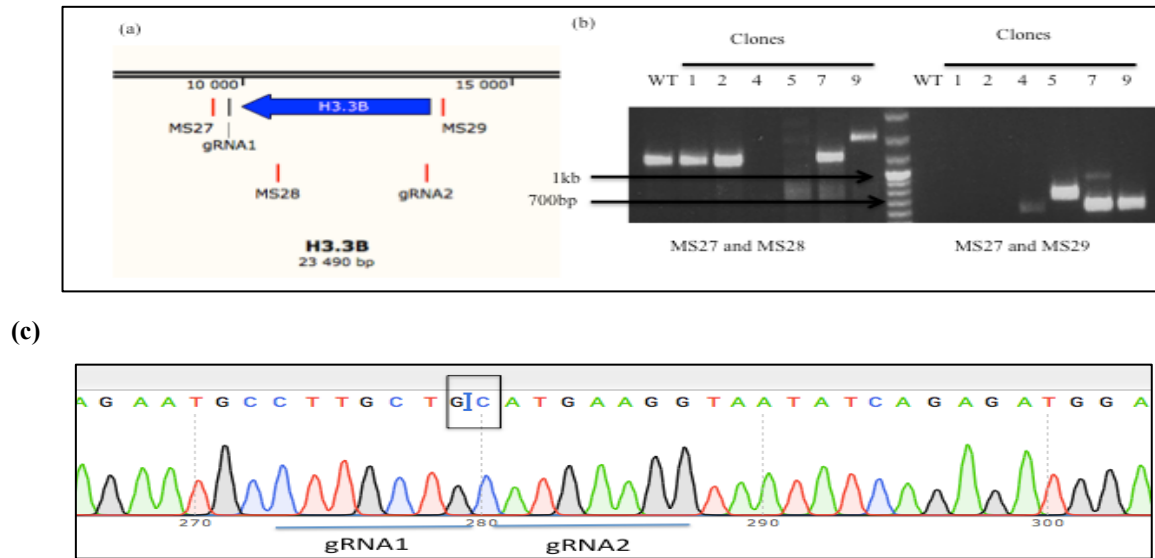 (a)
10 000
15 000
H3.3B
MS27
MS29
gRNA1
MS28
gRNA2
H3.3B
23 490 bp
(b)
Clones
Clones
WT 1 2 4 5 7 9
WT 1 2 4 5 7 9
1kb
700bp
MS27 and MS28
MS27 and MS29
(c)
A G A A T G C C T T G C T G C A T G A A G G T A A T A T C A G A G A T G G A
270 280 290 300
gRNA1 gRNA2